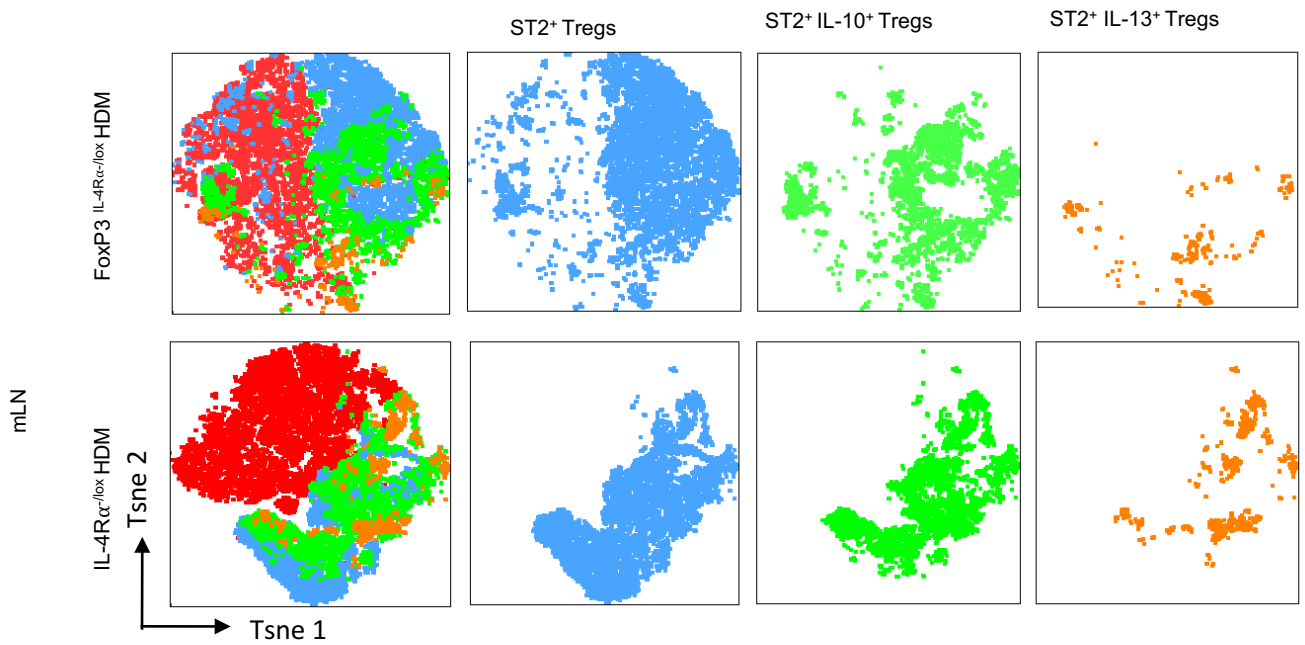 ST2⁺ Tregs
ST2⁺ IL-10⁺ Tregs
ST2⁺ IL-13⁺ Tregs
FoxP3 ᴵᴸ⁻⁴ᴿᵅ⁻/ˡᵒˣ HDM
mLN
IL-4Rα⁻/ˡᵒˣ HDM
Tsne 2
Tsne 1